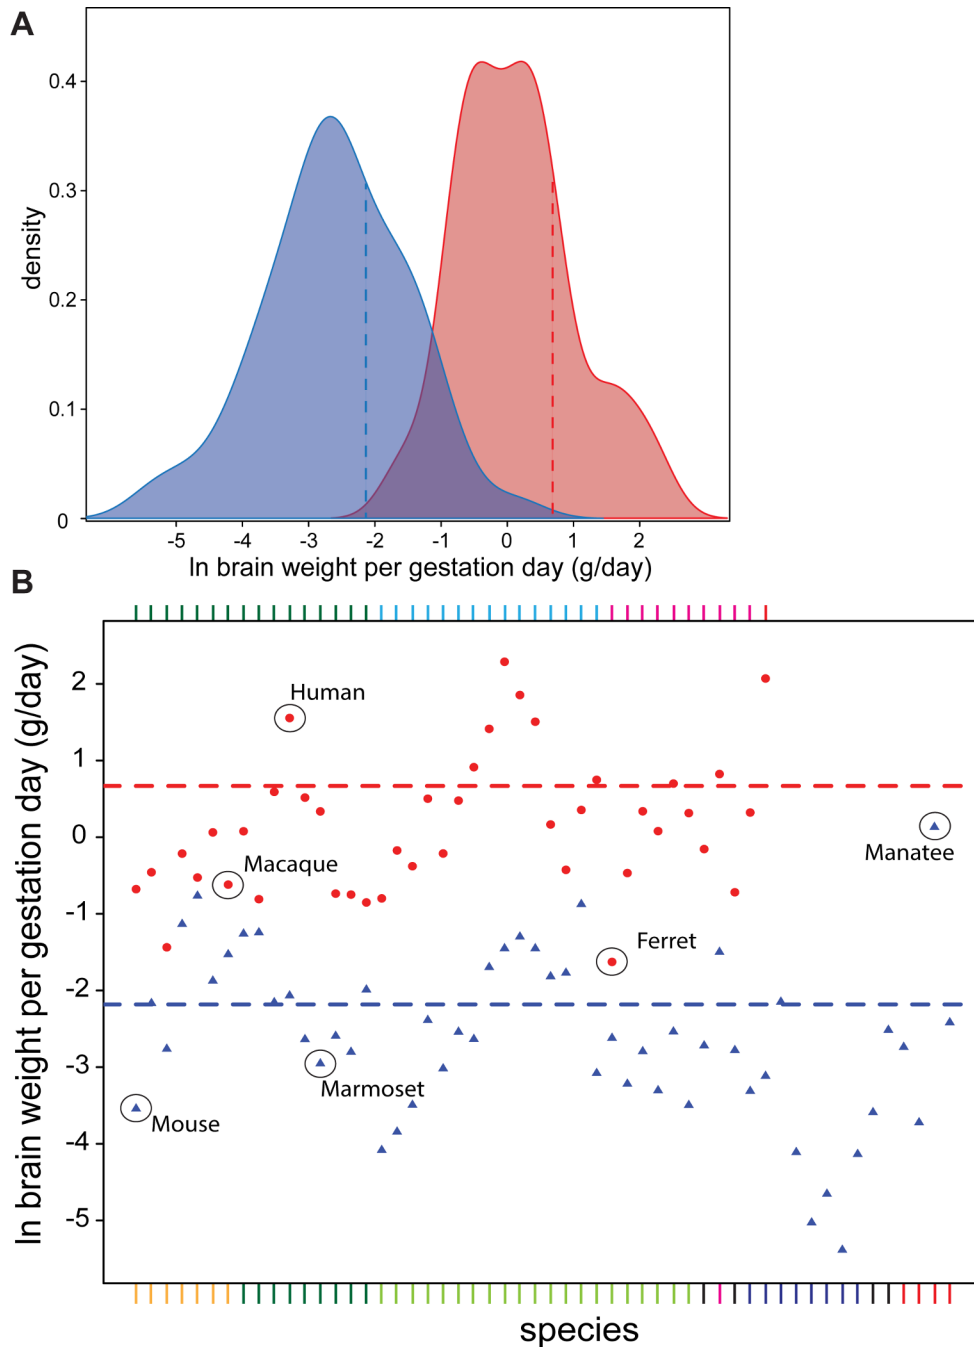 A
density
0.4
0.3
0.2
0.1
0
-5 -4 -3 -2 -1 0 1 2 3
ln brain weight per gestation day (g/day)
B
ln brain weight per gestation day (g/day)
2
1
0
-1
-2
-3
-4
-5
Human
Macaque
Manatee
Ferret
Marmoset
Mouse
species